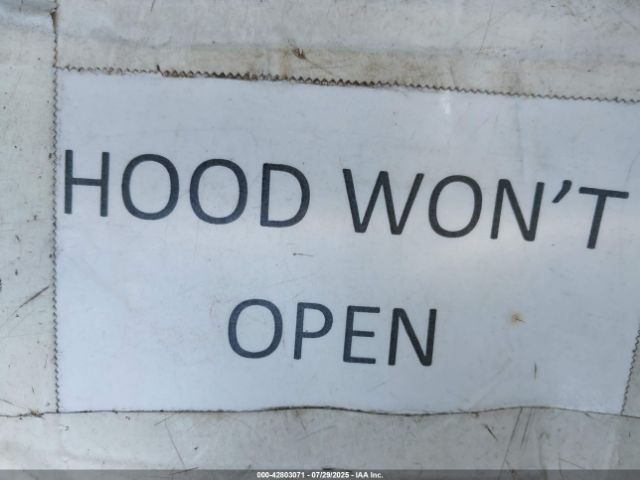 HOOD WON'T
OPEN
000-42803071 - 07/29/2025 - IAA Inc.